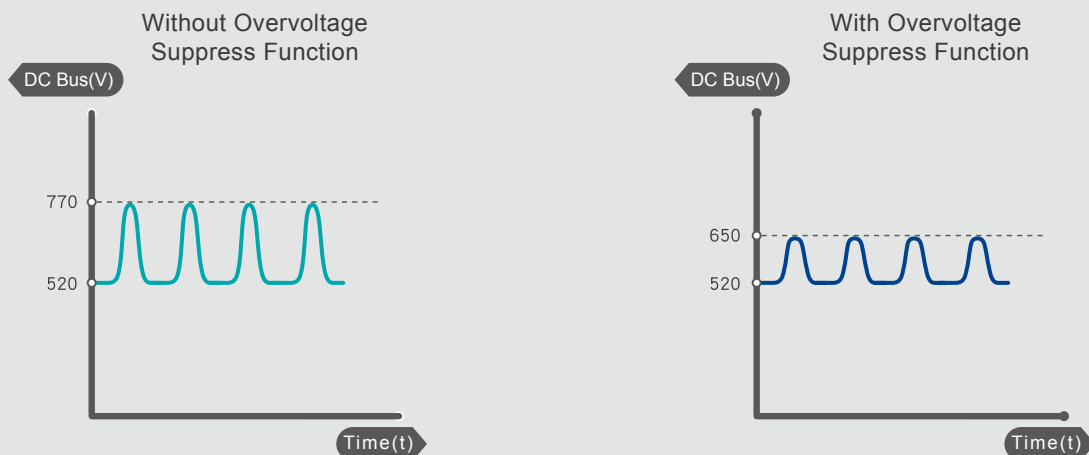 Without Overvoltage
Suppress Function
DC Bus(V)
770
520
Time(t)
With Overvoltage
Suppress Function
DC Bus(V)
650
520
Time(t)